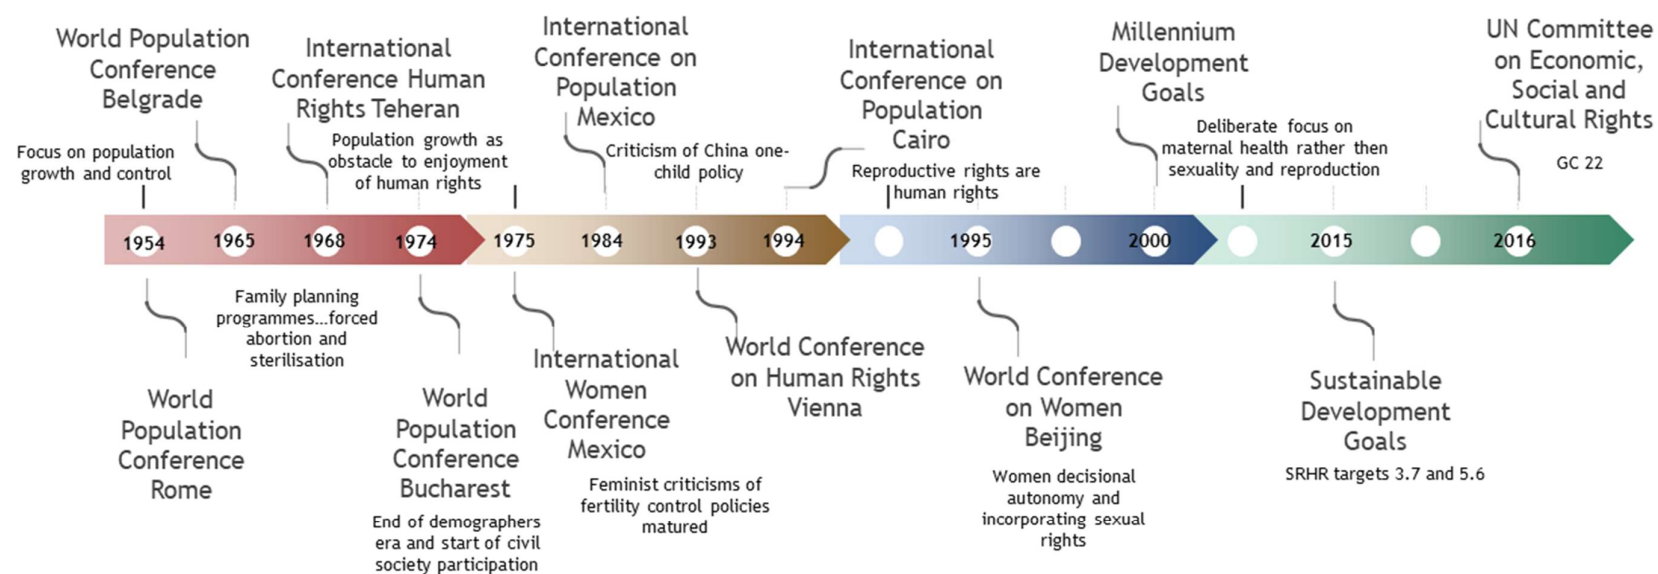 World Population
Conference
Belgrade
Focus on population
growth and control
International
Conference Human
Rights Teheran
Population growth as
obstacle to enjoyment
of human rights
International
Conference on
Population
Mexico
Criticism of China one-
child policy
International
Conference on
Population
Cairo
Reproductive rights are
human rights
Millennium
Development
Goals
Deliberate focus on
maternal health rather then
sexuality and reproduction
UN Committee
on Economic,
Social and
Cultural Rights
GC 22
1954 1965 1968 1974 1975 1984 1993 1994 1995 2000 2015 2016
World
Population
Conference
Rome
Family planning
programmes...forced
abortion and
sterilisation
World
Population
Conference
Bucharest
End of demographers
era and start of civil
society participation
International
Women
Conference
Mexico
Feminist criticisms of
fertility control policies
matured
World Conference
on Human Rights
Vienna
World Conference
on Women
Beijing
Women decisional
autonomy and
incorporating sexual
rights
Sustainable
Development
Goals
SRHR targets 3.7 and 5.6